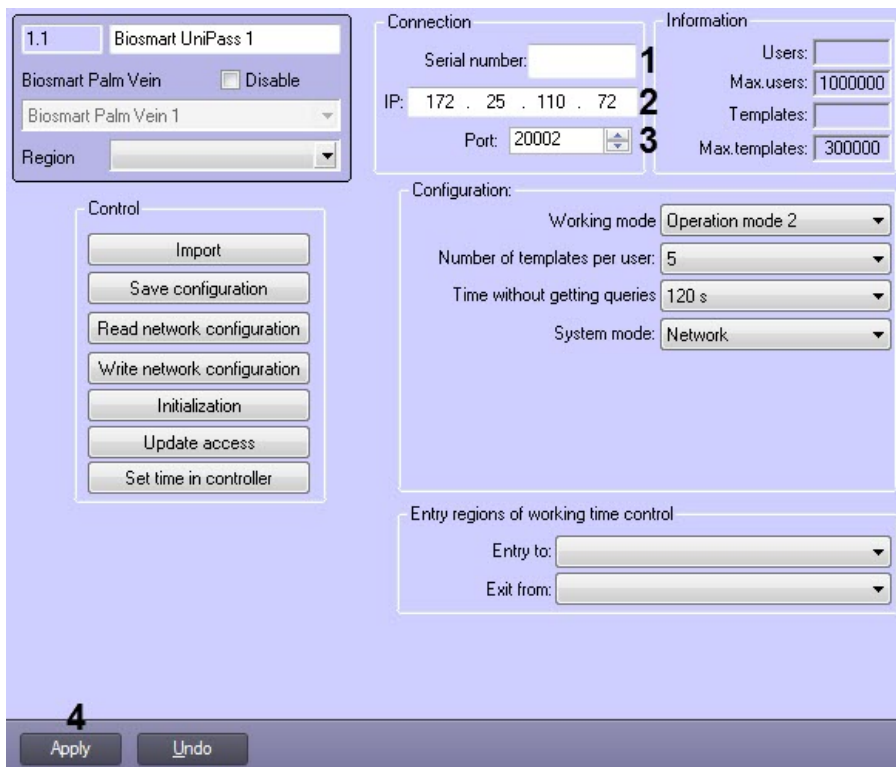 1.1 Biosmart UniPass 1
Biosmart Palm Vein Disable
Biosmart Palm Vein 1
Region
Connection
Serial number: 1
IP: 172 . 25 . 110 . 72 2
Port: 20002 3
Information
Users:
Max.users: 1000000
Templates:
Max.templates: 300000
Control
Import
Save configuration
Read network configuration
Write network configuration
Initialization
Update access
Set time in controller
Configuration:
Working mode Operation mode 2
Number of templates per user: 5
Time without getting queries 120 s
System mode: Network
Entry regions of working time control
Entry to:
Exit from:
4
Apply Undo